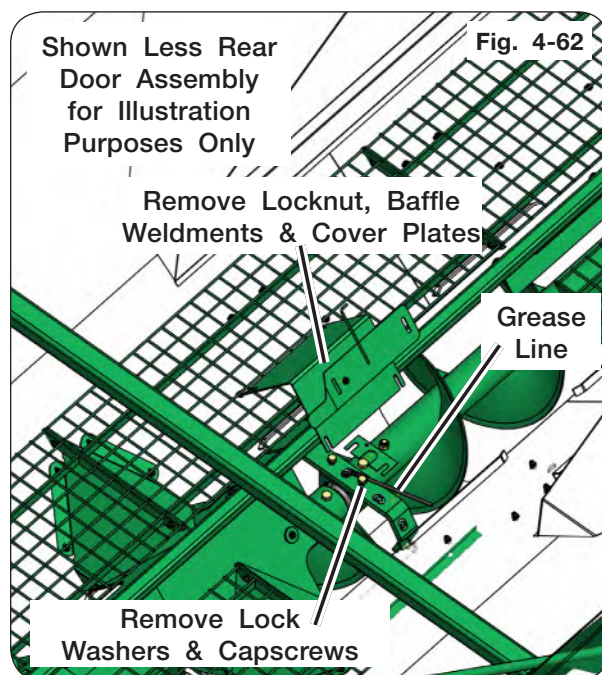 Shown Less Rear
Door Assembly
for Illustration
Purposes Only
Fig. 4-62
Remove Locknut, Baffle
Weldments & Cover Plates
Grease
Line
Remove Lock
Washers & Capscrews